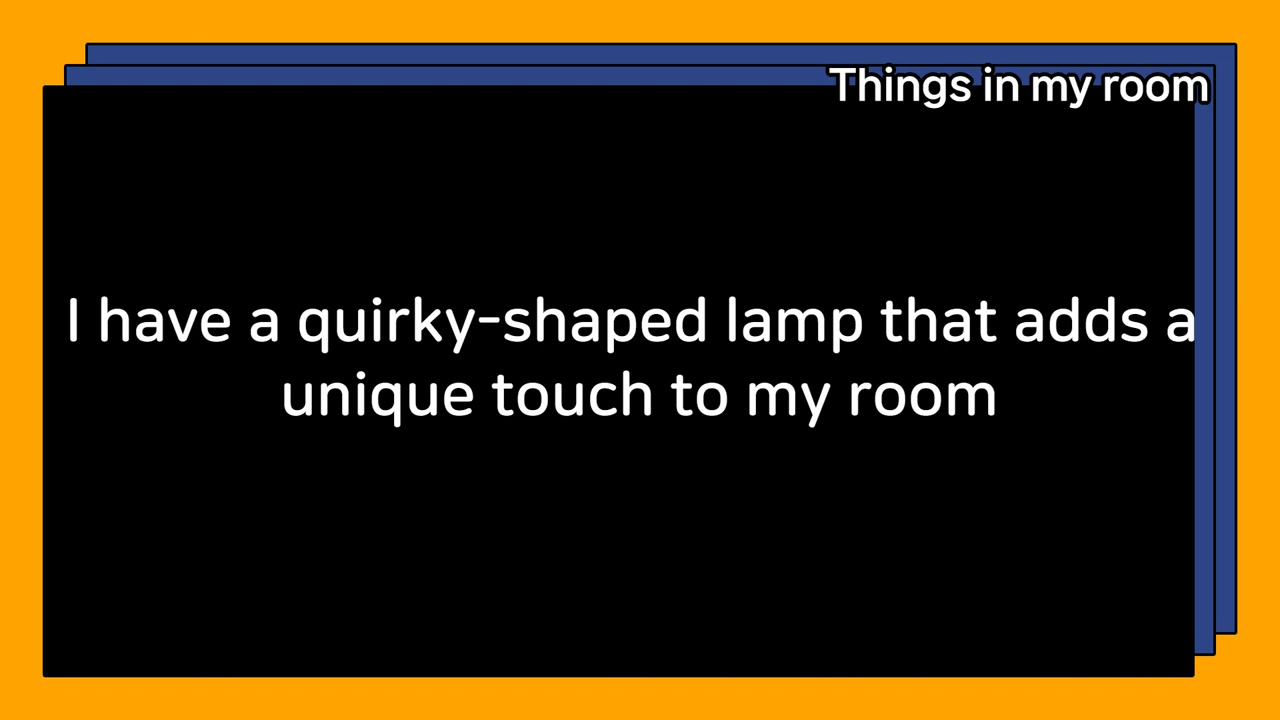 Things in my room
I have a quirky-shaped lamp that adds a
unique touch to my room